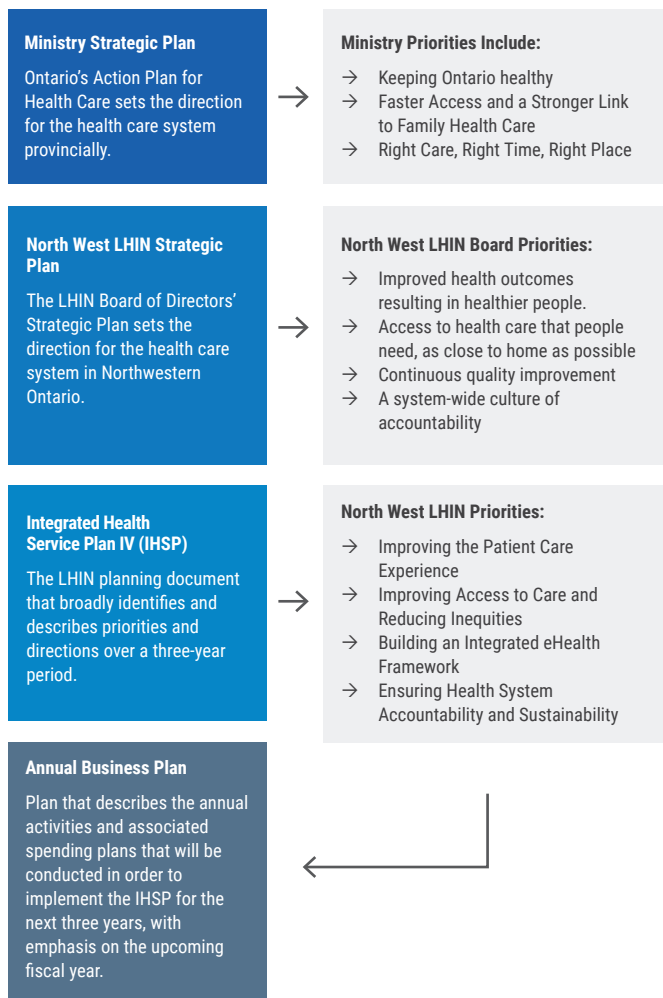 Ministry Strategic Plan
Ontario's Action Plan for
Health Care sets the direction
for the health care system
provincially.
Ministry Priorities Include:
→ Keeping Ontario healthy
→ Faster Access and a Stronger Link
to Family Health Care
→ Right Care, Right Time, Right Place
North West LHIN Strategic
Plan
The LHIN Board of Directors'
Strategic Plan sets the
direction for the health care
system in Northwestern
Ontario.
North West LHIN Board Priorities:
→ Improved health outcomes
resulting in healthier people.
→ Access to health care that people
need, as close to home as possible
→ Continuous quality improvement
→ A system-wide culture of
accountability
Integrated Health
Service Plan IV (IHSP)
The LHIN planning document
that broadly identifies and
describes priorities and
directions over a three-year
period.
North West LHIN Priorities:
→ Improving the Patient Care
Experience
→ Improving Access to Care and
Reducing Inequities
→ Building an Integrated eHealth
Framework
→ Ensuring Health System
Accountability and Sustainability
Annual Business Plan
Plan that describes the annual
activities and associated
spending plans that will be
conducted in order to
implement the IHSP for the
next three years, with
emphasis on the upcoming
fiscal year.